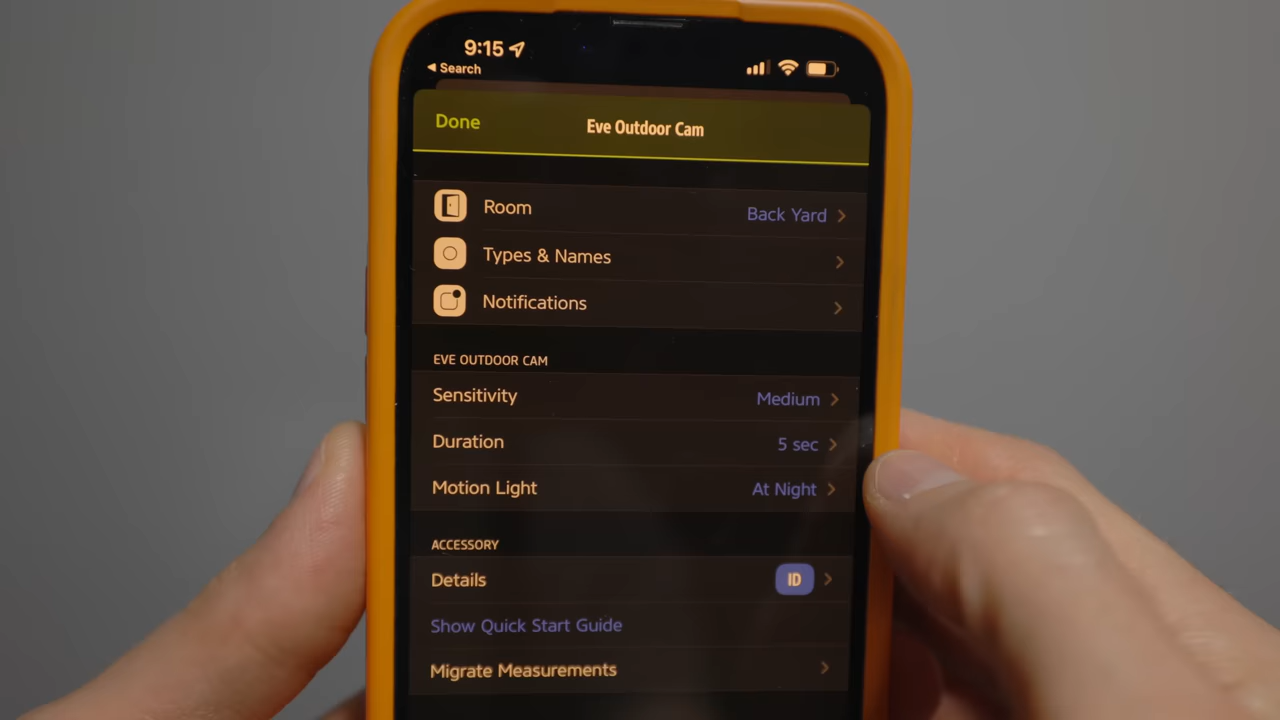 9:15
Search
Done
Eve Outdoor Cam
Room
Back Yard
Types & Names
Notifications
EVE OUTDOOR CAM
Sensitivity
Medium
Duration
5 sec
Motion Light
At Night
ACCESSORY
Details
ID
Show Quick Start Guide
Migrate Measurements